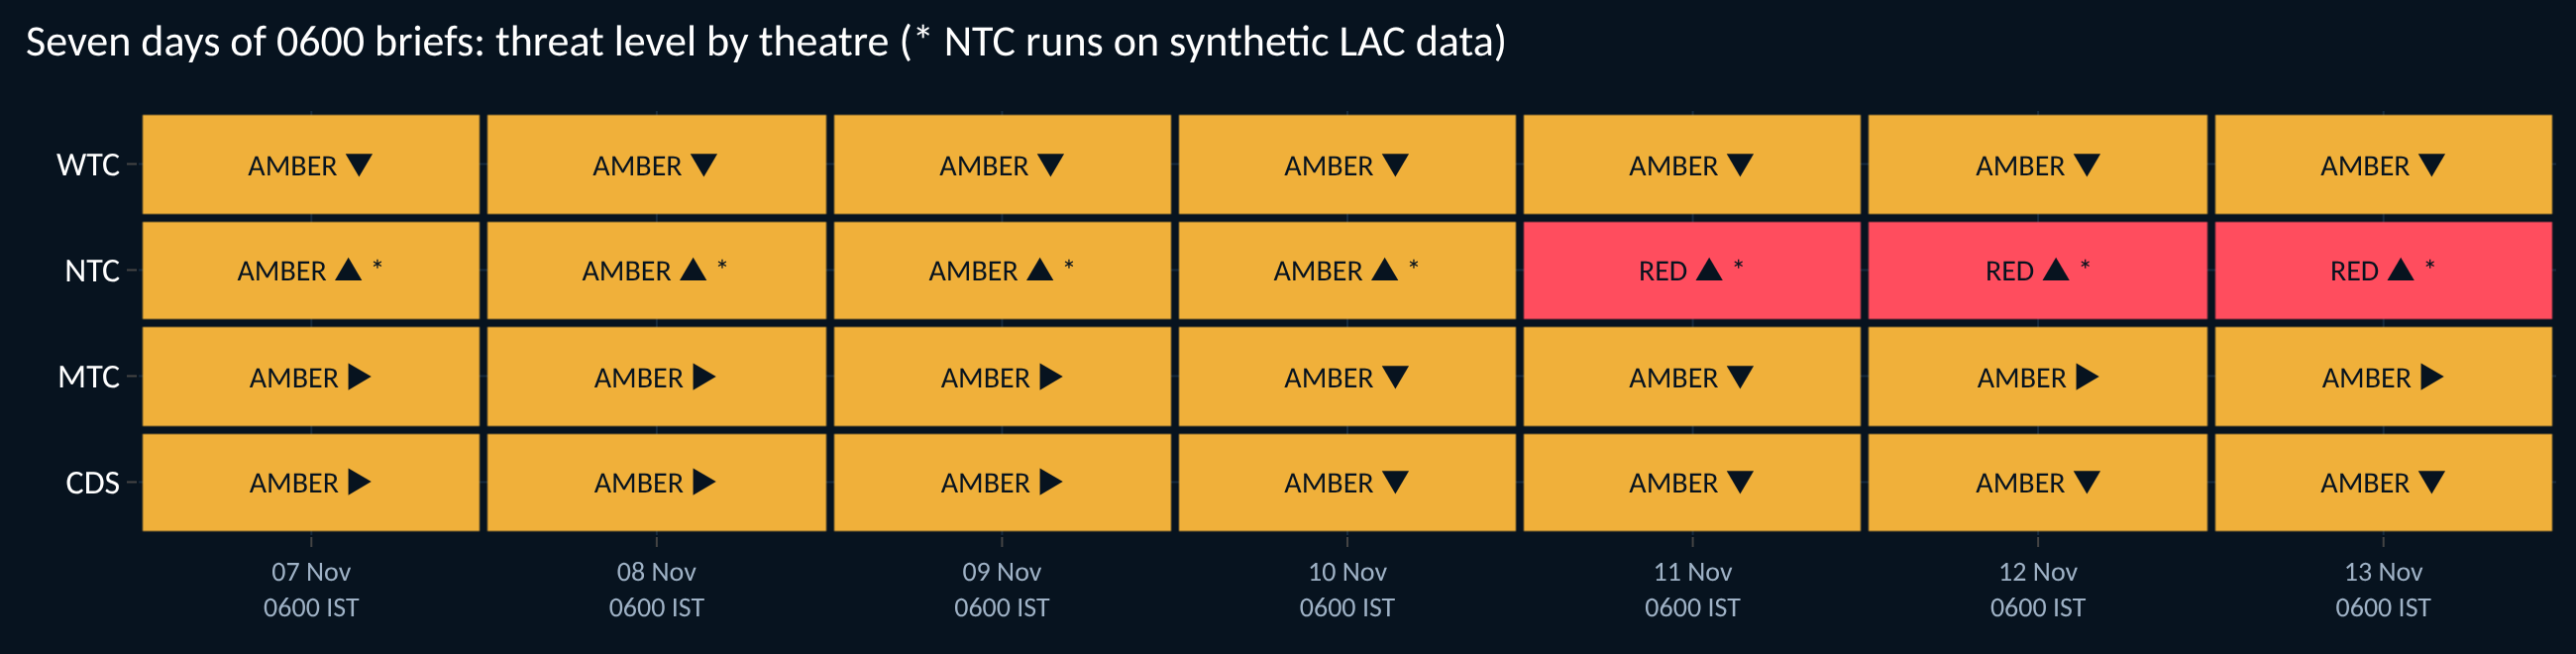 Seven days of 0600 briefs: threat level by theatre (* NTC runs on synthetic LAC data)
WTC AMBER ▼ AMBER ▼ AMBER ▼ AMBER ▼ AMBER ▼ AMBER ▼ AMBER ▼
NTC AMBER ▲ * AMBER ▲ * AMBER ▲ * AMBER ▲ * RED ▲ * RED ▲ * RED ▲ *
MTC AMBER ▶ AMBER ▶ AMBER ▶ AMBER ▼ AMBER ▼ AMBER ▶ AMBER ▶
CDS AMBER ▶ AMBER ▶ AMBER ▶ AMBER ▼ AMBER ▼ AMBER ▼ AMBER ▼
07 Nov 08 Nov 09 Nov 10 Nov 11 Nov 12 Nov 13 Nov
0600 IST 0600 IST 0600 IST 0600 IST 0600 IST 0600 IST 0600 IST